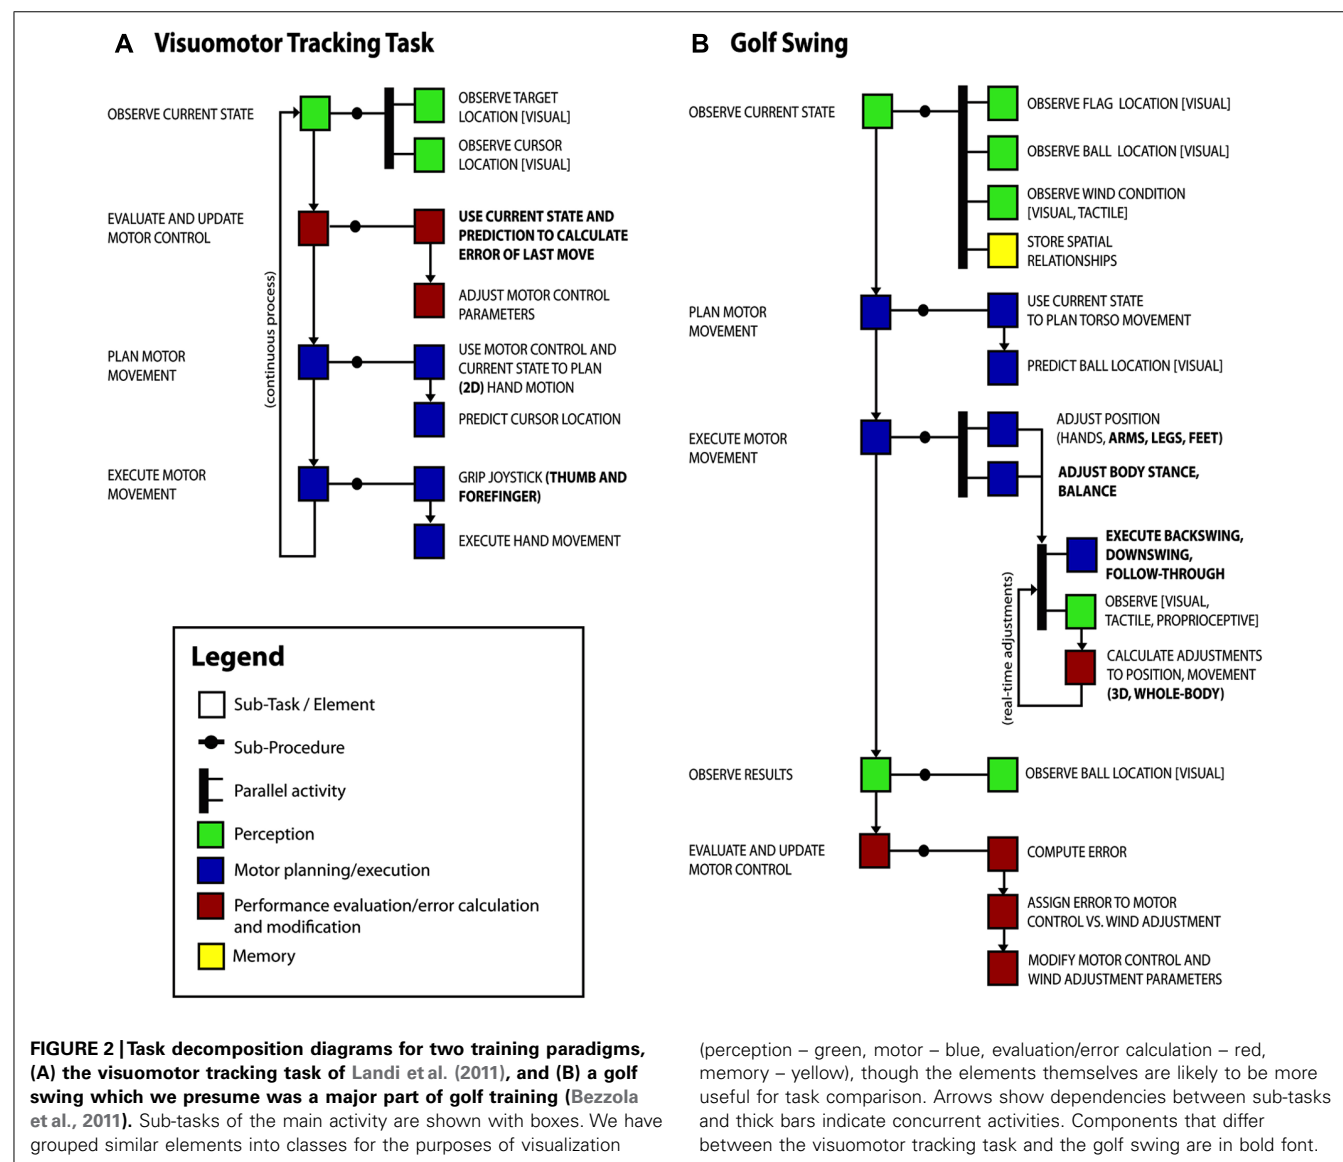 A Visuomotor Tracking Task
OBSERVE CURRENT STATE
OBSERVE TARGET
LOCATION [VISUAL]
OBSERVE CURSOR
LOCATION [VISUAL]
EVALUATE AND UPDATE
MOTOR CONTROL
USE CURRENT STATE AND
PREDICTION TO CALCULATE
ERROR OF LAST MOVE
ADJUST MOTOR CONTROL
PARAMETERS
(continuous process)
PLAN MOTOR
MOVEMENT
USE MOTOR CONTROL AND
CURRENT STATE TO PLAN
(2D) HAND MOTION
PREDICT CURSOR LOCATION
EXECUTE MOTOR
MOVEMENT
GRIP JOYSTICK (THUMB AND
FOREFINGER)
EXECUTE HAND MOVEMENT
Legend
Sub-Task / Element
Sub-Procedure
Parallel activity
Perception
Motor planning/execution
Performance evaluation/error calculation
and modification
Memory
B Golf Swing
OBSERVE CURRENT STATE
OBSERVE FLAG LOCATION [VISUAL]
OBSERVE BALL LOCATION [VISUAL]
OBSERVE WIND CONDITION
[VISUAL, TACTILE]
STORE SPATIAL
RELATIONSHIPS
PLAN MOTOR
MOVEMENT
USE CURRENT STATE
TO PLAN TORSO MOVEMENT
PREDICT BALL LOCATION [VISUAL]
EXECUTE MOTOR
MOVEMENT
ADJUST POSITION
(HANDS, ARMS, LEGS, FEET)
ADJUST BODY STANCE,
BALANCE
EXECUTE BACKSWING,
DOWNSWING,
FOLLOW-THROUGH
OBSERVE [VISUAL,
TACTILE, PROPRIOCEPTIVE]
CALCULATE ADJUSTMENTS
TO POSITION, MOVEMENT
(3D, WHOLE-BODY)
(real-time adjustments)
OBSERVE RESULTS
OBSERVE BALL LOCATION [VISUAL]
EVALUATE AND UPDATE
MOTOR CONTROL
COMPUTE ERROR
ASSIGN ERROR TO MOTOR
CONTROL VS. WIND ADJUSTMENT
MODIFY MOTOR CONTROL AND
WIND ADJUSTMENT PARAMETERS
FIGURE 2 | Task decomposition diagrams for two training paradigms,
(A) the visuomotor tracking task of Landi et al. (2011), and (B) a golf
swing which we presume was a major part of golf training (Bezzola
et al., 2011). Sub-tasks of the main activity are shown with boxes. We have
grouped similar elements into classes for the purposes of visualization
(perception – green, motor – blue, evaluation/error calculation – red,
memory – yellow), though the elements themselves are likely to be more
useful for task comparison. Arrows show dependencies between sub-tasks
and thick bars indicate concurrent activities. Components that differ
between the visuomotor tracking task and the golf swing are in bold font.